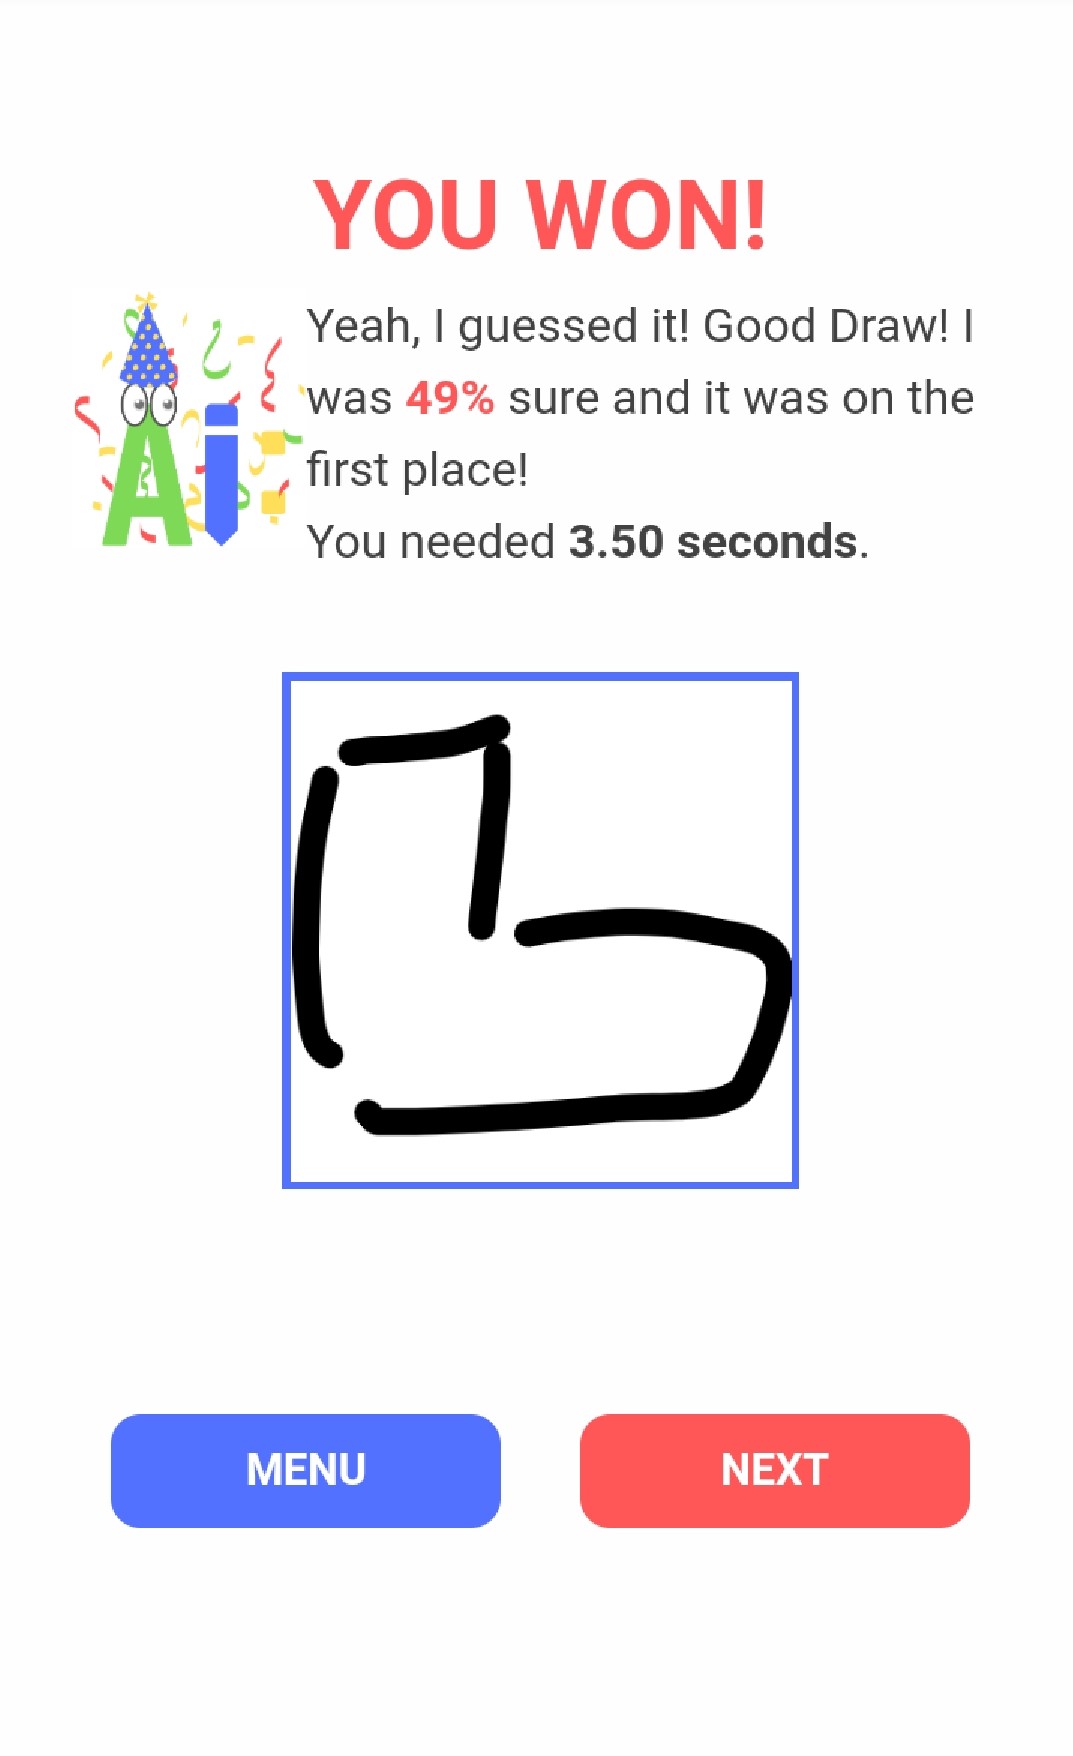 YOU WON!
Yeah, I guessed it! Good Draw! I
was 49% sure and it was on the
first place!
You needed 3.50 seconds.
Ai
MENU
NEXT